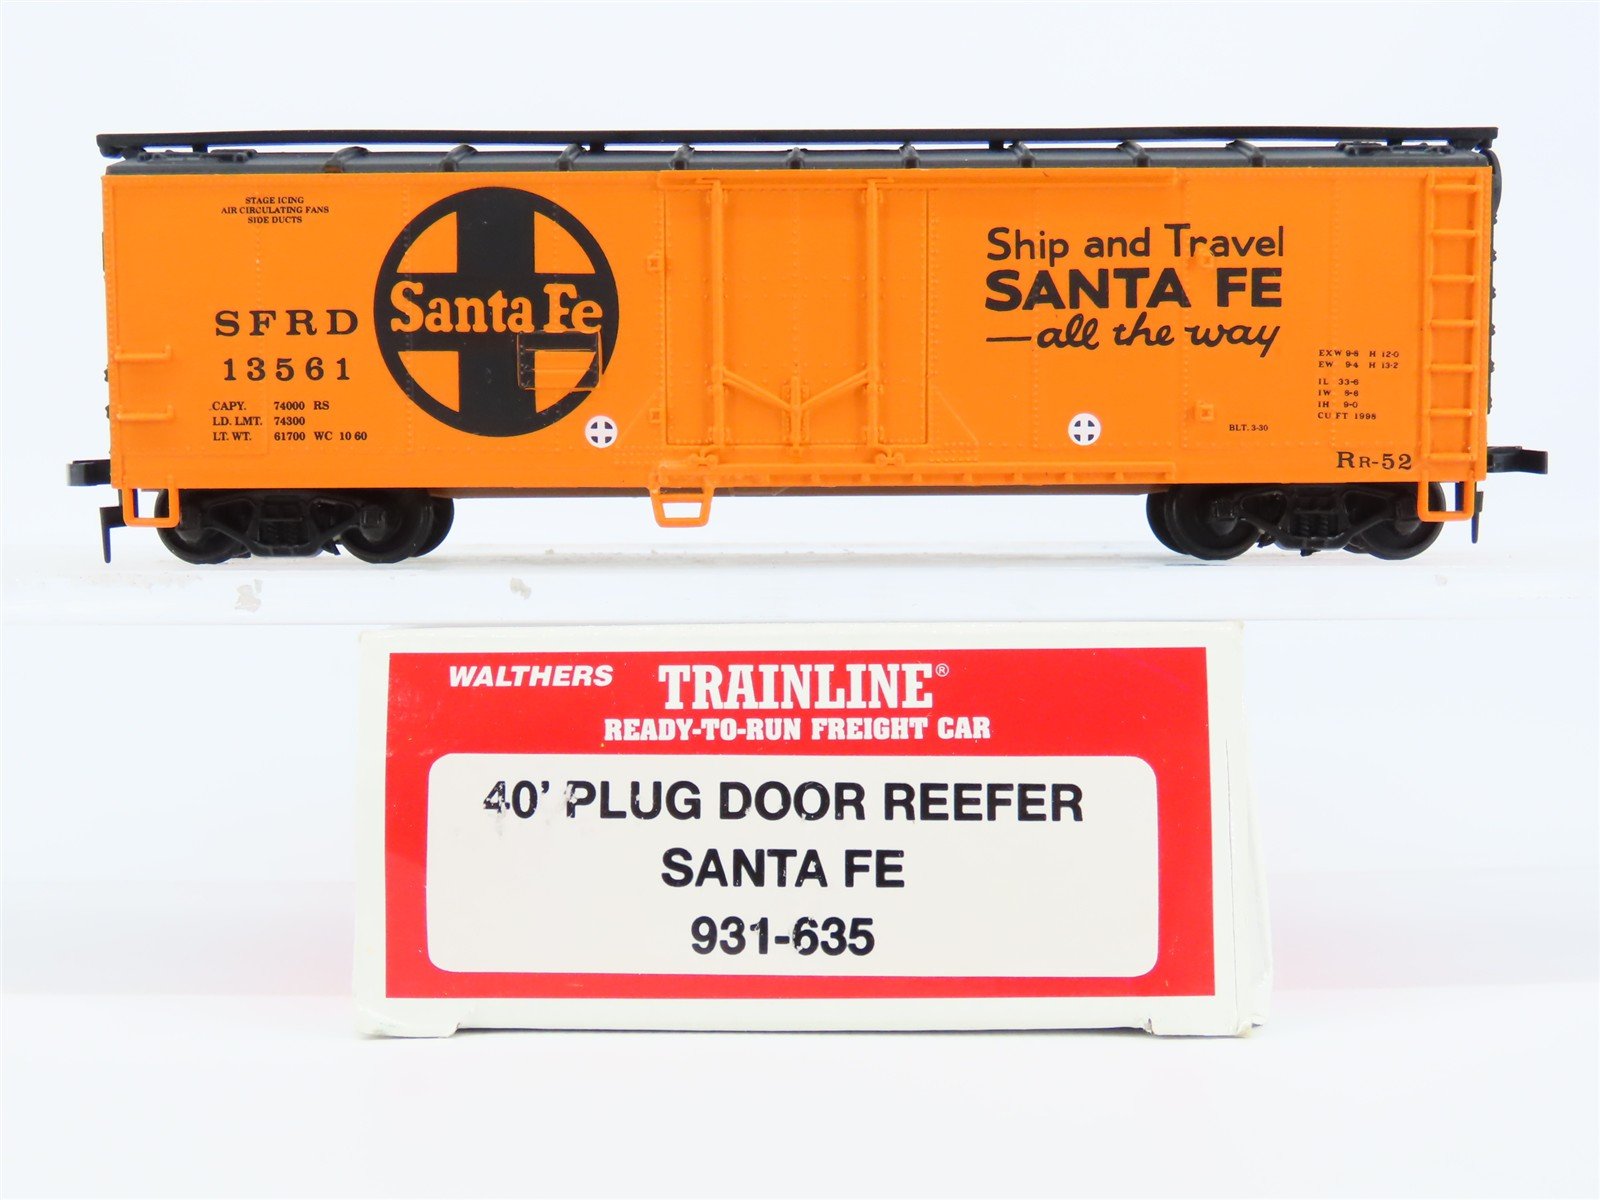 STAGE ICING
AIR CIRCULATING FANS
SIDE DUCTS
SFRD
13561
CAPY. 74000 RS
LD. LMT. 74300
LT. WT. 61700 WC 10 60
Santa Fe
Ship and Travel
SANTA FE
—all the way
EXW 9-8 H 12-0
EW 9-4 H 13-2
IL 33-6
IW 8-6
IH 9-0
CU FT 1998
BLT. 3-30
RR-52
WALTHERS TRAINLINE®
READY-TO-RUN FREIGHT CAR
40' PLUG DOOR REEFER
SANTA FE
931-635